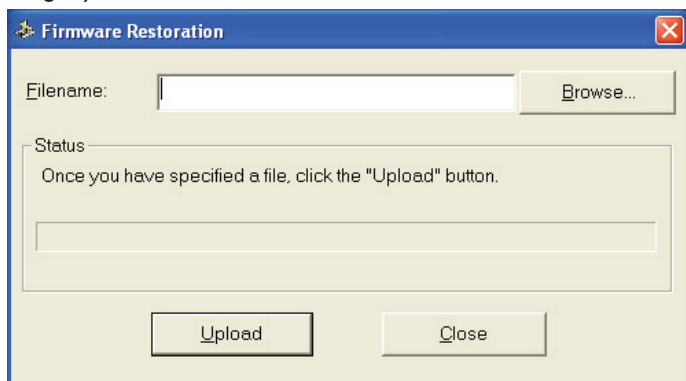 Firmware Restoration
Filename:
Browse...
Status
Once you have specified a file, click the "Upload" button.
Upload
Close